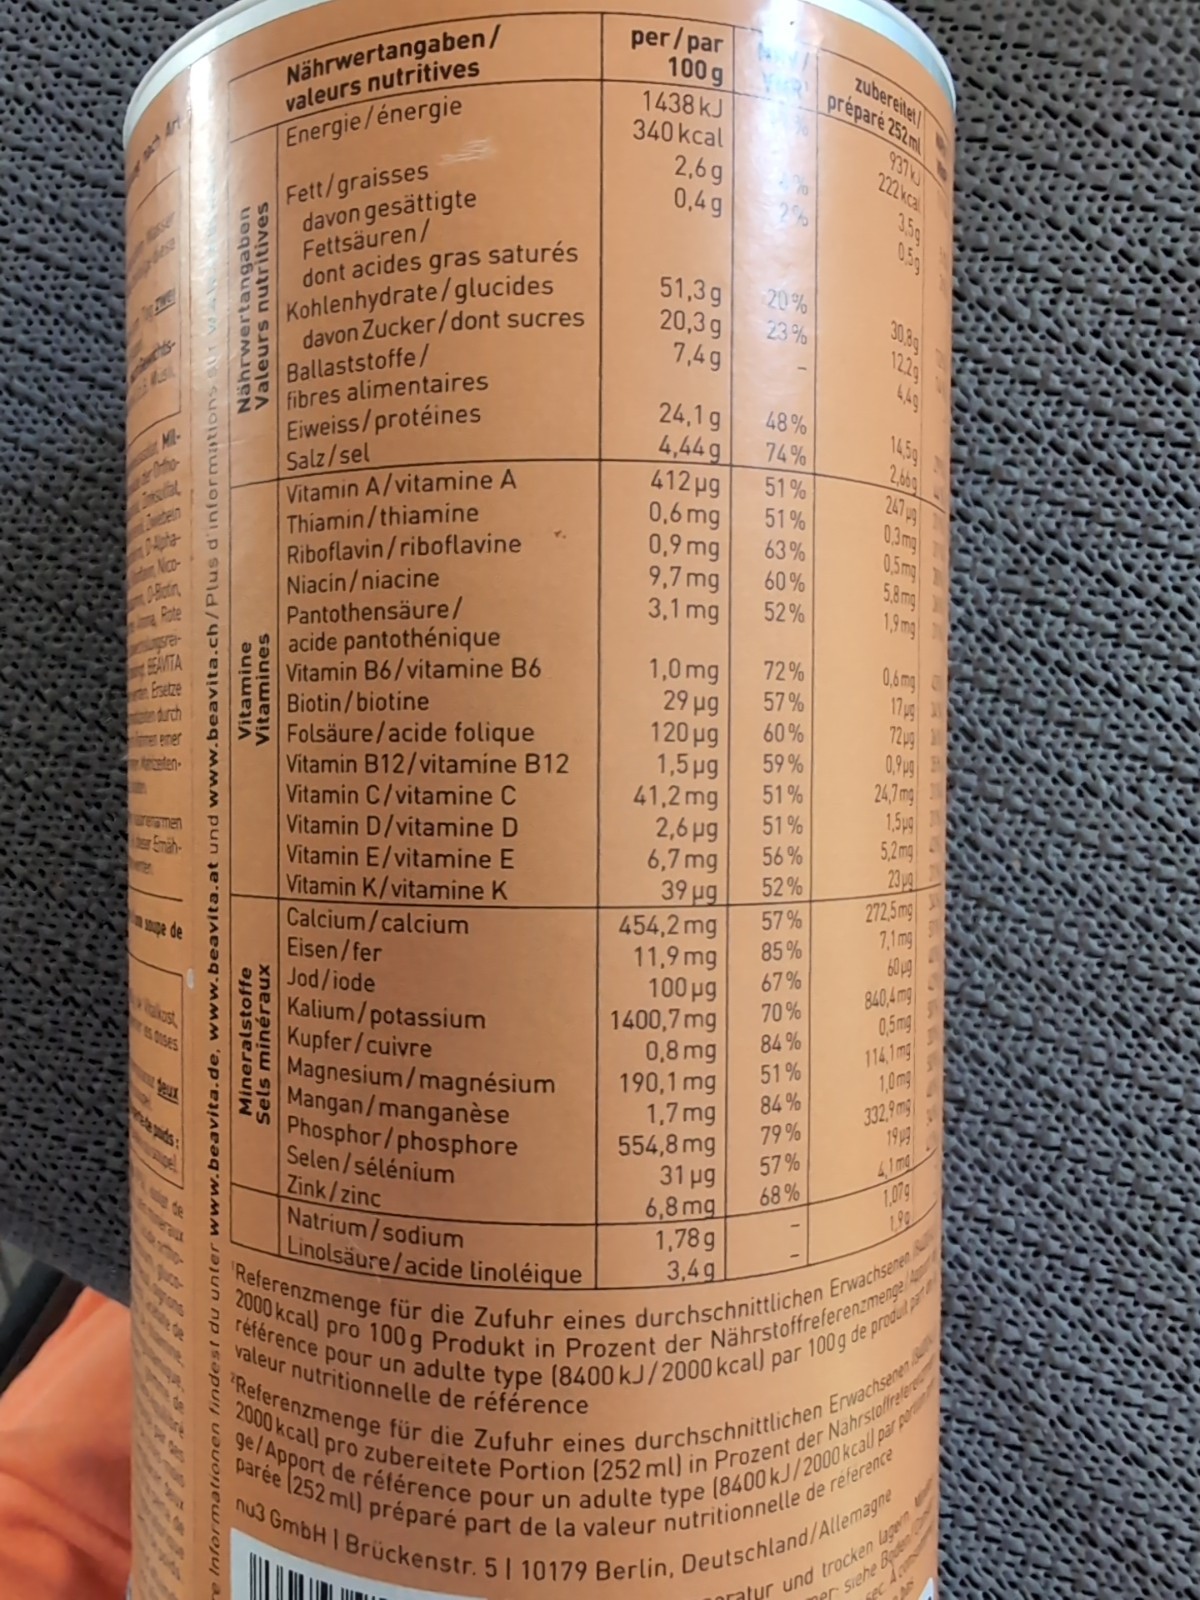 Nährwertangaben/
valeurs nutritives
per/par
100 g
zubereitet/
préparé 252ml
Nährwertangaben
Valeurs nutritives
Energie/énergie 1438 kJ 937 kJ
340 kcal 222 kcal
Fett/graisses 2,6 g 4% 3,5 g
davon gesättigte 0,4 g 2% 0,5 g
Fettsäuren/
dont acides gras saturés
Kohlenhydrate/glucides 51,3 g 20% 30,8 g
davon Zucker/dont sucres 20,3 g 23% 12,2 g
Ballaststoffe/ 7,4 g - 4,4 g
fibres alimentaires
Eiweiss/protéines 24,1 g 48% 14,5 g
Salz/sel 4,44 g 74% 2,66 g
Vitamine
Vitamines
Vitamin A/vitamine A 412 µg 51% 247 µg
Thiamin/thiamine 0,6 mg 51% 0,3 mg
Riboflavin/riboflavine 0,9 mg 63% 0,5 mg
Niacin/niacine 9,7 mg 60% 5,8 mg
Pantothensäure/ 3,1 mg 52% 1,9 mg
acide pantothénique
Vitamin B6/vitamine B6 1,0 mg 72% 0,6 mg
Biotin/biotine 29 µg 57% 17 µg
Folsäure/acide folique 120 µg 60% 72 µg
Vitamin B12/vitamine B12 1,5 µg 59% 0,9 µg
Vitamin C/vitamine C 41,2 mg 51% 24,7 mg
Vitamin D/vitamine D 2,6 µg 51% 1,5 µg
Vitamin E/vitamine E 6,7 mg 56% 5,2 mg
Vitamin K/vitamine K 39 µg 52% 23 µg
Mineralstoffe
Sels minéraux
Calcium/calcium 454,2 mg 57% 272,5 mg
Eisen/fer 11,9 mg 85% 7,1 mg
Jod/iode 100 µg 67% 60 µg
Kalium/potassium 1400,7 mg 70% 840,4 mg
Kupfer/cuivre 0,8 mg 84% 0,5 mg
Magnesium/magnésium 190,1 mg 51% 114,1 mg
Mangan/manganèse 1,7 mg 84% 1,0 mg
Phosphor/phosphore 554,8 mg 79% 332,9 mg
Selen/sélénium 31 µg 57% 19 µg
Zink/zinc 6,8 mg 68% 4,1 mg
Natrium/sodium 1,78 g - 1,07 g
Linolsäure/acide linoléique 3,4 g - 1,9 g
¹Referenzmenge für die Zufuhr eines durchschnittlichen Erwachsenen
2000 kcal) pro 100 g Produkt in Prozent der Nährstoffreferenzmenge/
référence pour un adulte type (8400 kJ/2000 kcal) par 100 g de produit part de
valeur nutritionnelle de référence
²Referenzmenge für die Zufuhr eines durchschnittlichen Erwachsenen
2000 kcal) pro zubereitete Portion (252 ml) in Prozent der
ge/Apport de référence pour un adulte type (8400 kJ/2000 kcal) par
parée (252 ml) préparé part de la valeur nutritionnelle de référence
nu3 GmbH | Brückenstr. 5 | 10179 Berlin, Deutschland/Allemagne
und trocken lagern.
siehe
Informationen findest du unter www.beavita.de, www.beavita.at und www.beavita.ch/Plus d'informations sur
soupe de
deux